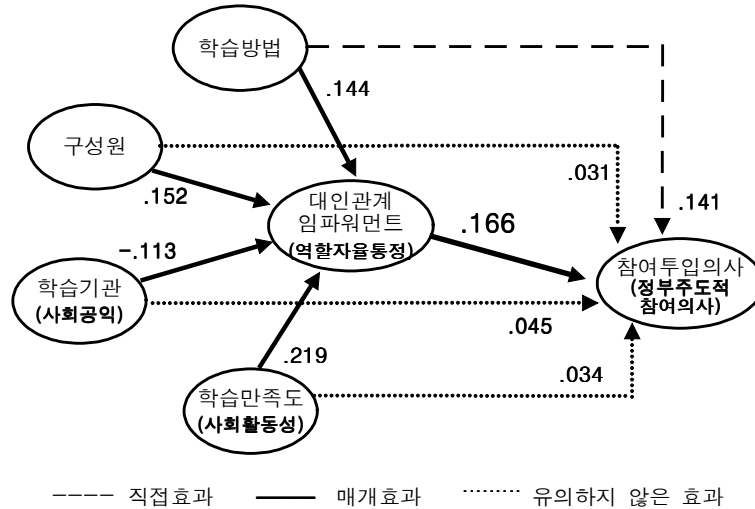 학습방법
.144
구성원
.031
.152
대인관계
임파워먼트
(역할자율통정)
.166
.141
-.113
참여투입의사
(정부주도적
참여의사)
학습기관
(사회공익)
.045
.219
.034
학습만족도
(사회활동성)
직접효과 매개효과 유의하지 않은 효과